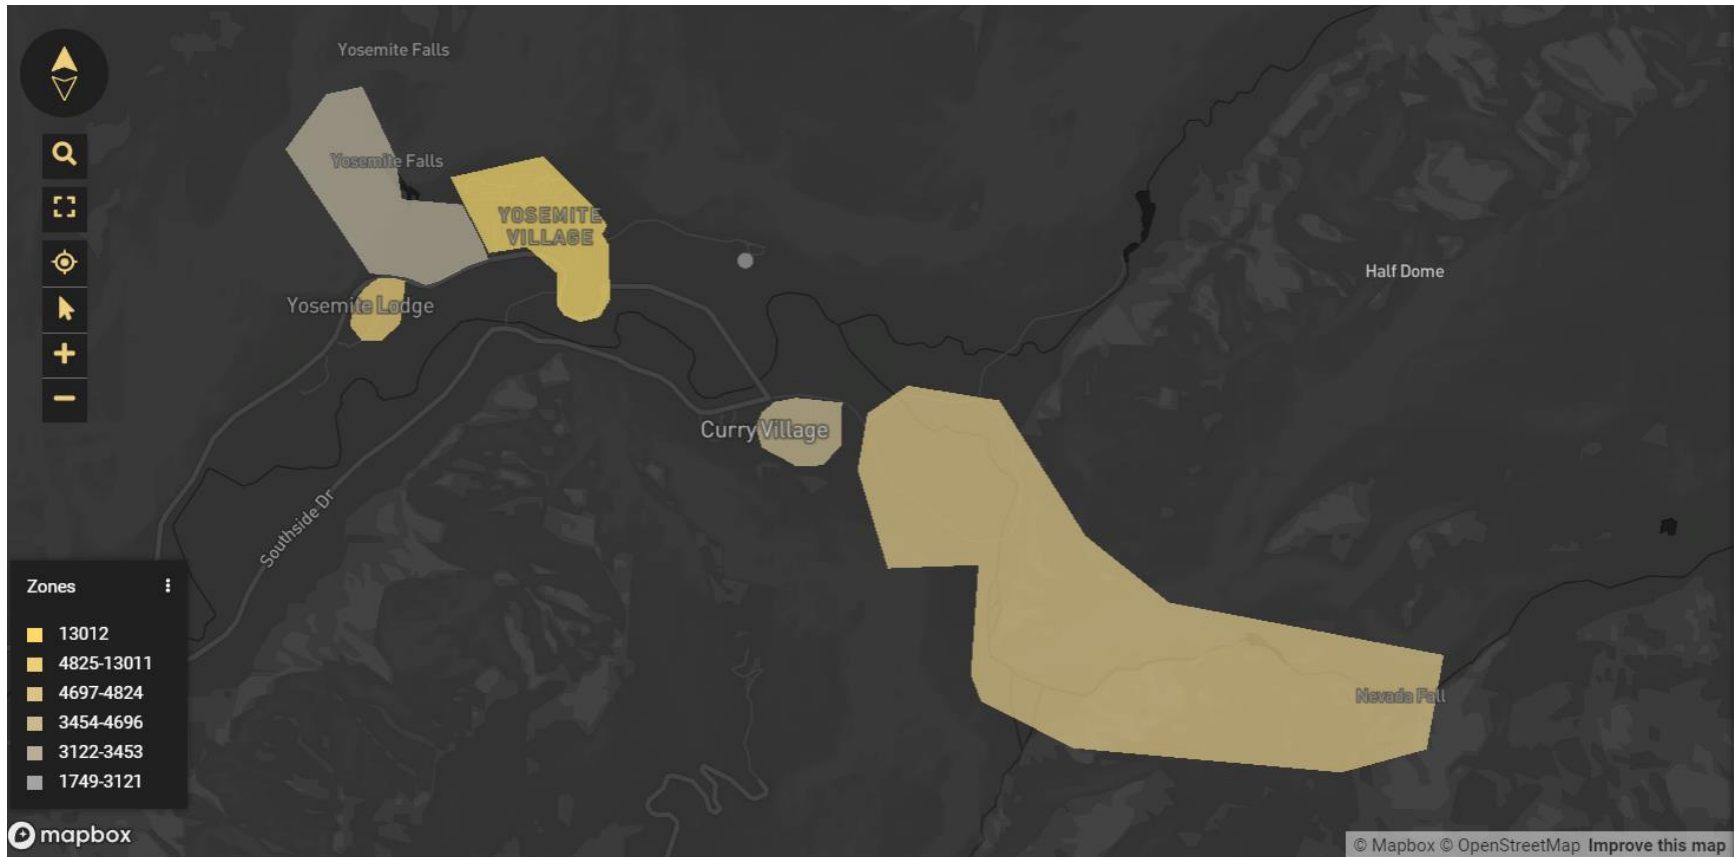 Yosemite Falls
Yosemite Falls
YOSEMITE
VILLAGE
Half Dome
Yosemite Lodge
Curry Village
Southside Dr
Nevada Fall
Zones
13012
4825-13011
4697-4824
3454-4696
3122-3453
1749-3121
mapbox
© Mapbox © OpenStreetMap Improve this map